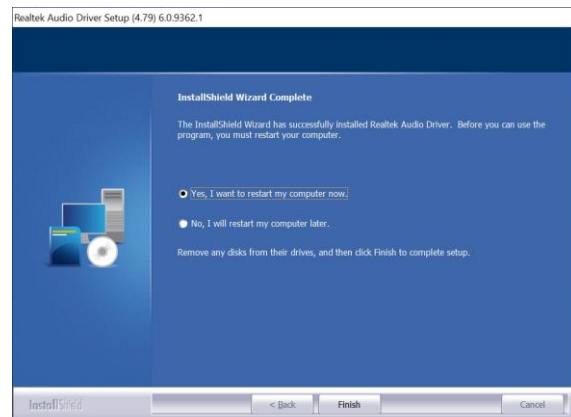 Realtek Audio Driver Setup (4.79) 6.0.9362.1
InstallShield Wizard Complete
The InstallShield Wizard has successfully installed Realtek Audio Driver. Before you can use the
program, you must restart your computer.
Yes, I want to restart my computer now.
No, I will restart my computer later.
Remove any disks from their drives, and then click Finish to complete setup.
InstallShield
< Back
Finish
Cancel